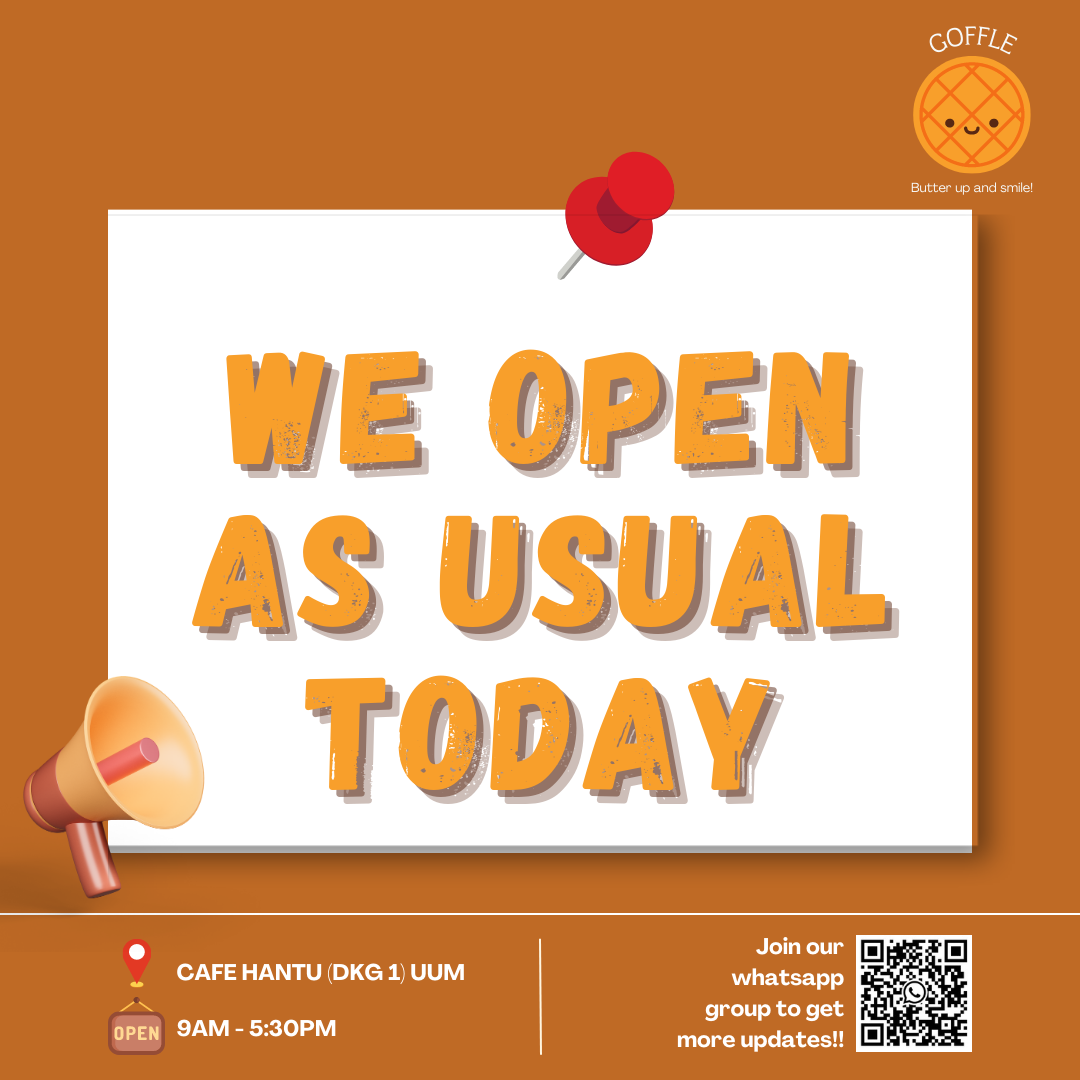 GOFFLE
Butter up and smile!
WE OPEN
AS USUAL
TODAY
CAFE HANTU (DKG 1) UUM
OPEN
9AM - 5:30PM
Join our
whatsapp
group to get
more updates!!